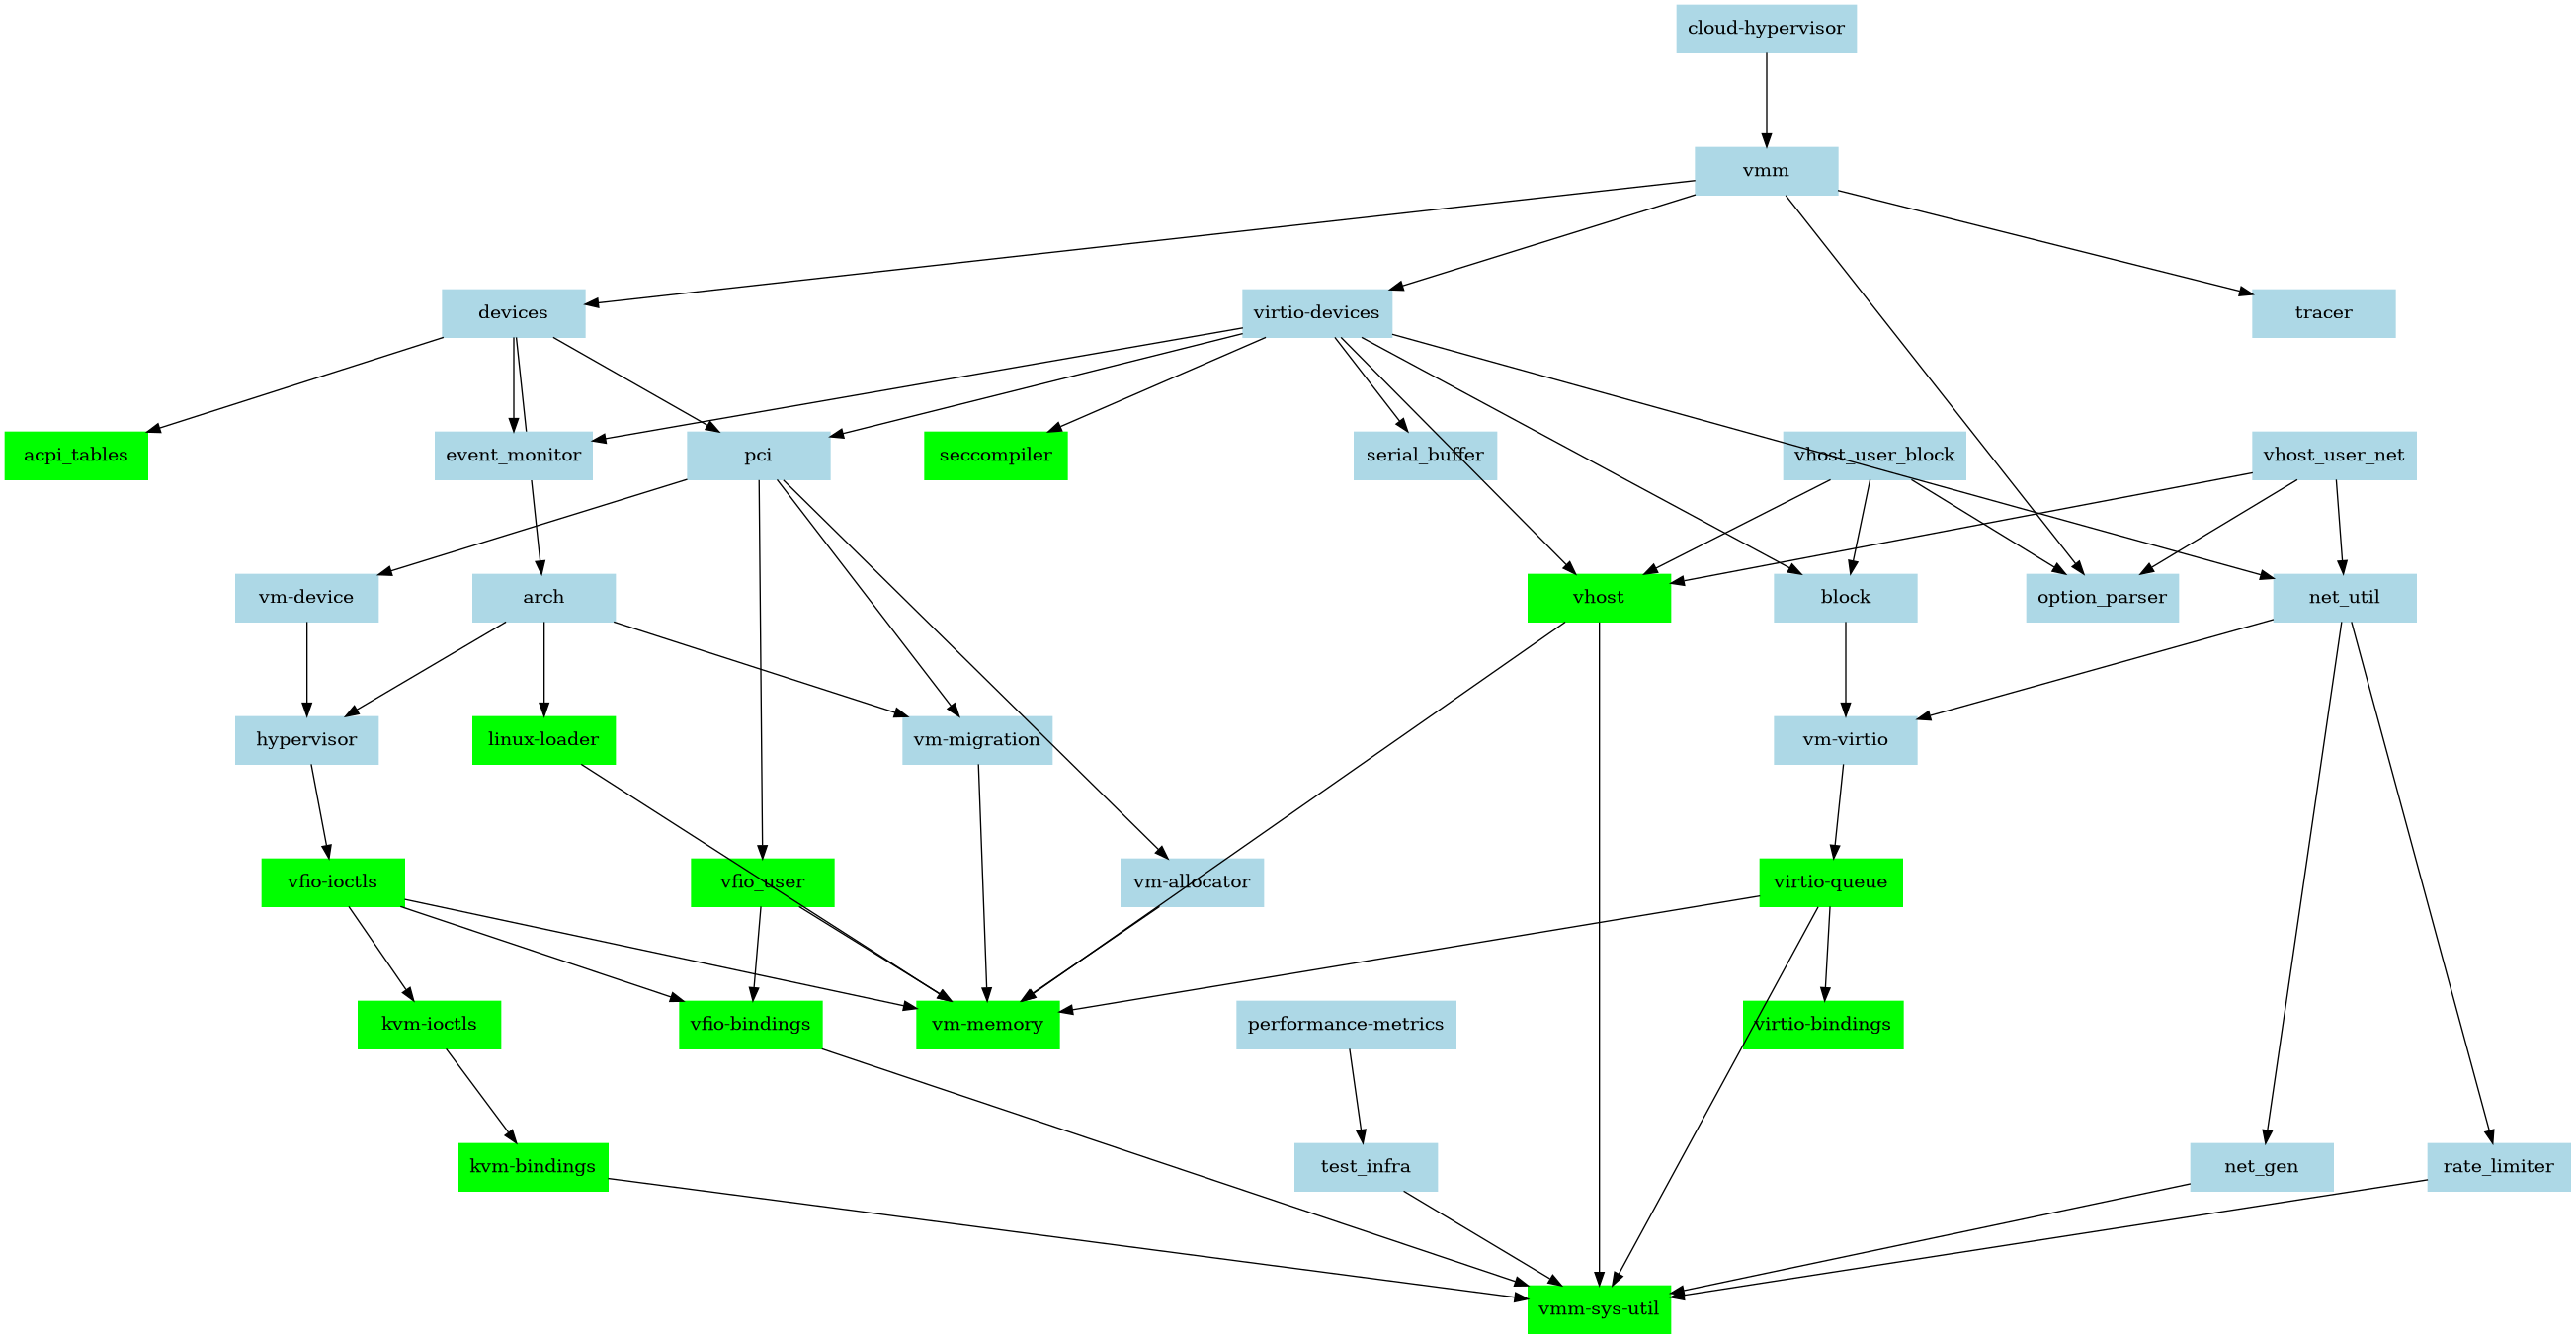 cloud-hypervisor
vmm
devices
virtio-devices
tracer
acpi_tables
event_monitor
pci
seccompiler
serial_buffer
vhost_user_block
vhost_user_net
vm-device
arch
vhost
block
option_parser
net_util
hypervisor
linux-loader
vm-migration
vm-virtio
vfio-ioctls
vfio_user
vm-allocator
virtio-queue
kvm-ioctls
vfio-bindings
vm-memory
performance-metrics
virtio-bindings
kvm-bindings
test_infra
net_gen
rate_limiter
vmm-sys-util